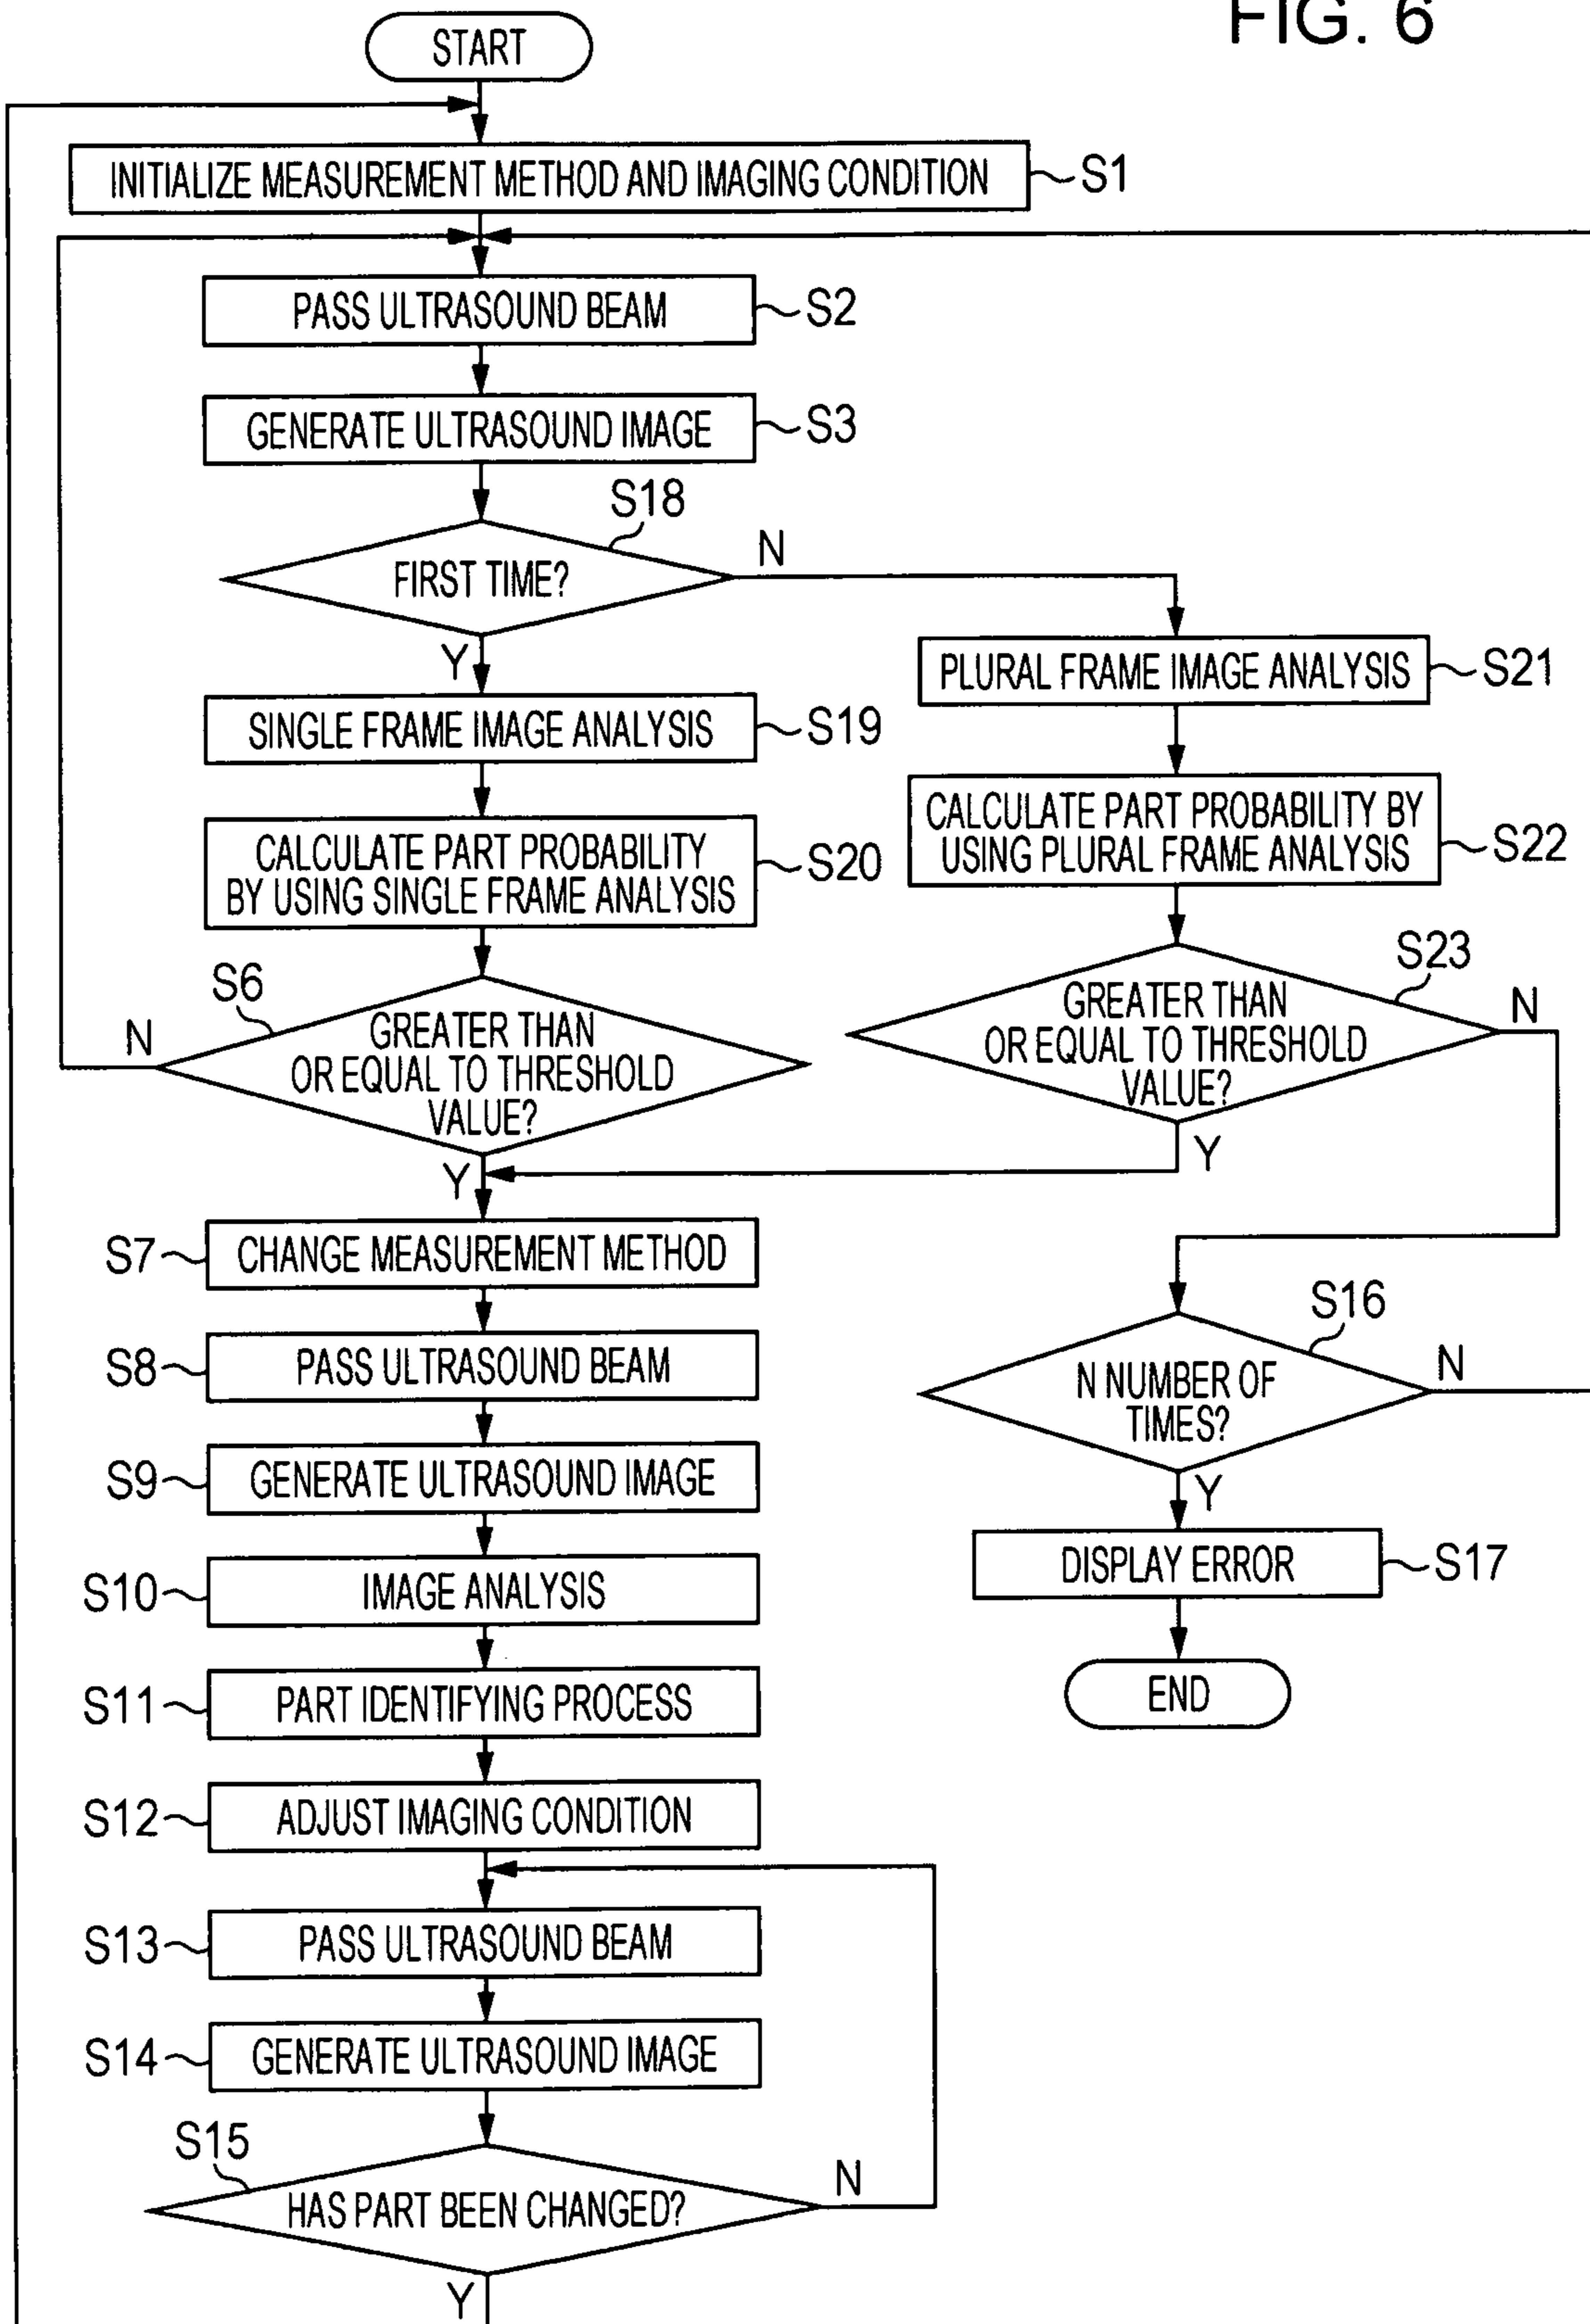 FIG. 6
START
INITIALIZE MEASUREMENT METHOD AND IMAGING CONDITION
S1
PASS ULTRASOUND BEAM
S2
GENERATE ULTRASOUND IMAGE
S3
S18
FIRST TIME?
N
Y
SINGLE FRAME IMAGE ANALYSIS
S19
CALCULATE PART PROBABILITY
BY USING SINGLE FRAME ANALYSIS
S20
S6
GREATER THAN
OR EQUAL TO THRESHOLD
VALUE?
N
Y
PLURAL FRAME IMAGE ANALYSIS
S21
CALCULATE PART PROBABILITY BY
USING PLURAL FRAME ANALYSIS
S22
S23
GREATER THAN
OR EQUAL TO THRESHOLD
VALUE?
N
Y
S7
CHANGE MEASUREMENT METHOD
S8
PASS ULTRASOUND BEAM
S9
GENERATE ULTRASOUND IMAGE
S10
IMAGE ANALYSIS
S11
PART IDENTIFYING PROCESS
S12
ADJUST IMAGING CONDITION
S13
PASS ULTRASOUND BEAM
S14
GENERATE ULTRASOUND IMAGE
S15
HAS PART BEEN CHANGED?
N
Y
S16
N NUMBER OF
TIMES?
N
Y
DISPLAY ERROR
S17
END